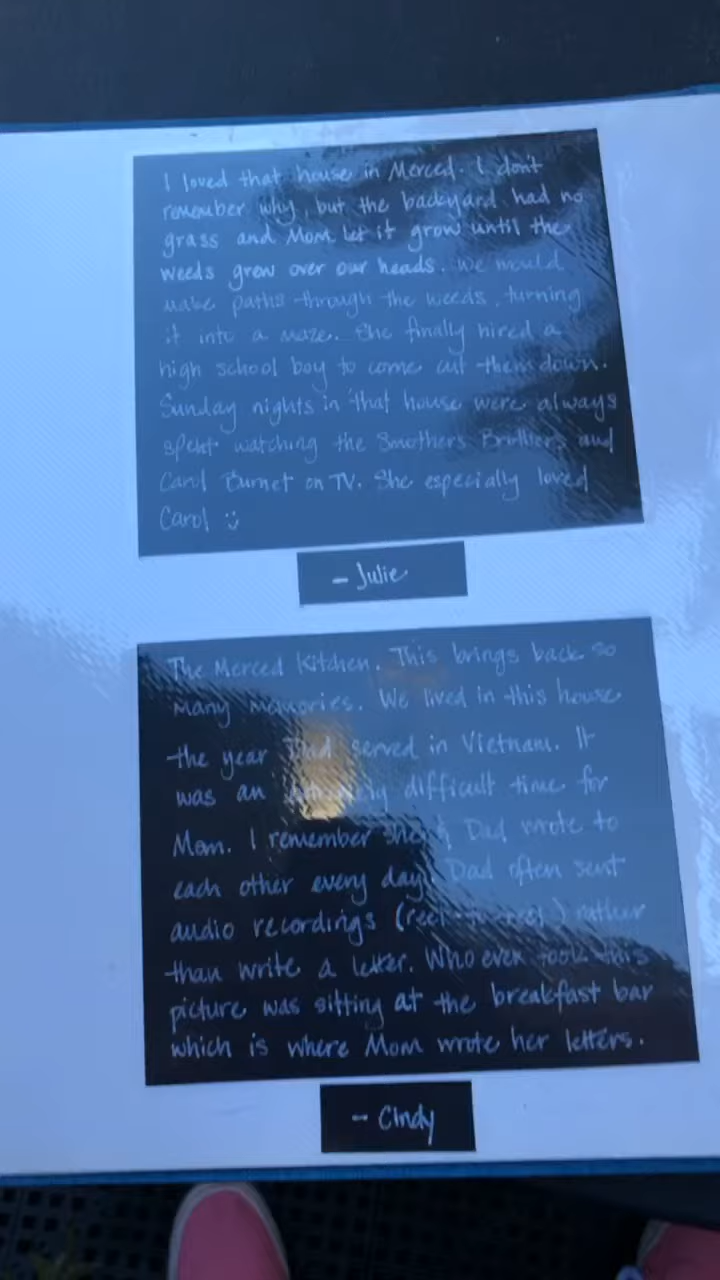 I loved that house in Merced. I don't
remember why, but the backyard had no
grass and Mom let it grow until the
weeds grew over our heads. We would
make paths through the weeds, turning
it into a maze. She finally hired a
high school boy to come cut them down.
Sunday nights in that house were always
spent watching the Smothers Brothers and
Carol Burnet on TV. She especially loved
Carol :)
- Julie
The Merced Kitchen. This brings back so
many memories. We lived in this house
the year Dad served in Vietnam. It
was an difficult time for
Mom. I remember she & Dad wrote to
each other every day. Dad often sent
audio recordings (reel-to-reel) rather
than write a letter. Who ever took this
picture was sitting at the breakfast bar
which is where Mom wrote her letters.
- Cindy